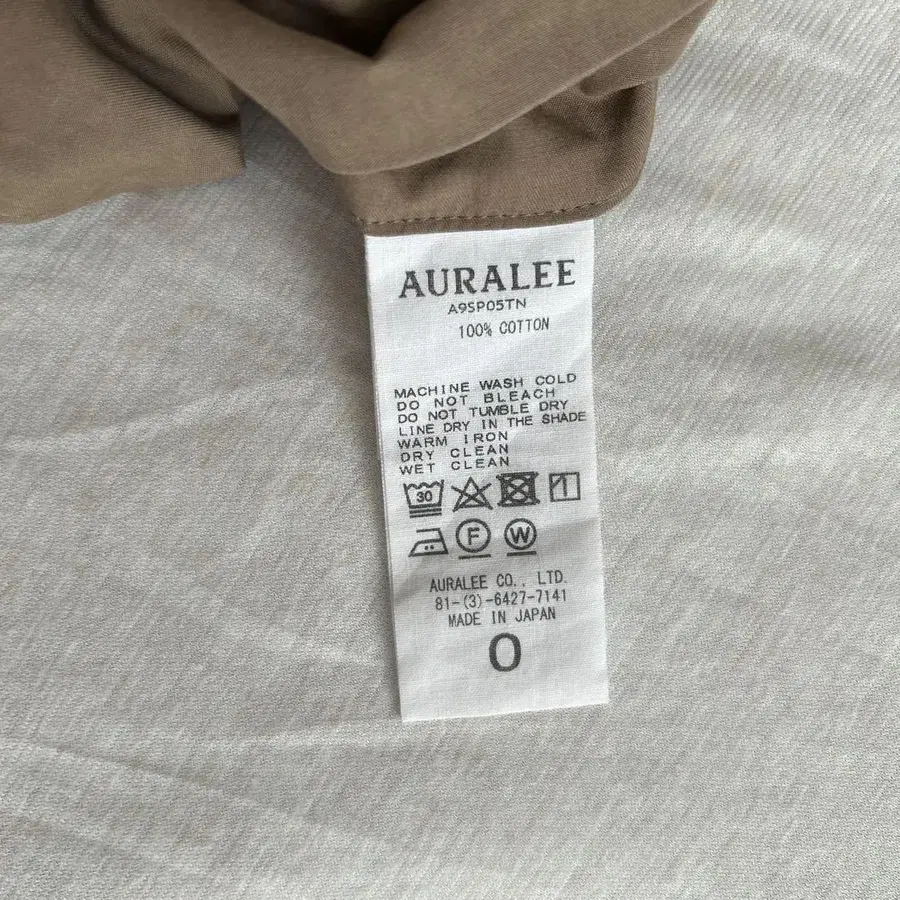 AURALEE
A9SP05TN
100% COTTON
MACHINE WASH COLD
DO NOT BLEACH
DO NOT TUMBLE DRY
LINE DRY IN THE SHADE
WARM IRON
DRY CLEAN
WET CLEAN
30
F W
AURALEE CO., LTD.
81-(3)-6427-7141
MADE IN JAPAN
0